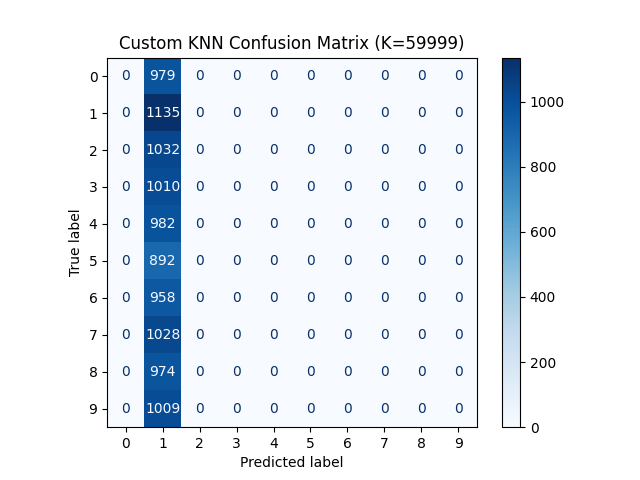 Custom KNN Confusion Matrix (K=59999)
0 0 979 0 0 0 0 0 0 0 0
1 0 1135 0 0 0 0 0 0 0 0
2 0 1032 0 0 0 0 0 0 0 0
3 0 1010 0 0 0 0 0 0 0 0
4 0 982 0 0 0 0 0 0 0 0
5 0 892 0 0 0 0 0 0 0 0
6 0 958 0 0 0 0 0 0 0 0
7 0 1028 0 0 0 0 0 0 0 0
8 0 974 0 0 0 0 0 0 0 0
9 0 1009 0 0 0 0 0 0 0 0
0 1 2 3 4 5 6 7 8 9
Predicted label
True label
1000
800
600
400
200
0